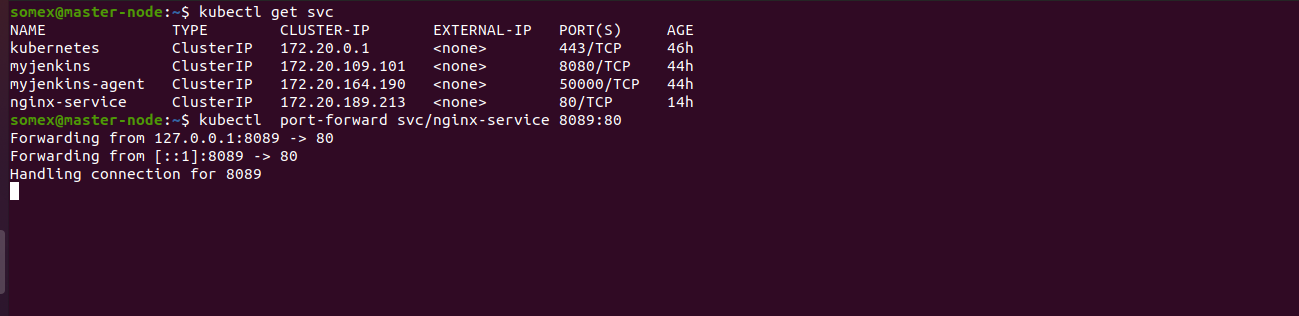 somex@master-node:~$ kubectl get svc
NAME TYPE CLUSTER-IP EXTERNAL-IP PORT(S) AGE
kubernetes ClusterIP 172.20.0.1 <none> 443/TCP 46h
myjenkins ClusterIP 172.20.109.101 <none> 8080/TCP 44h
myjenkins-agent ClusterIP 172.20.164.190 <none> 50000/TCP 44h
nginx-service ClusterIP 172.20.189.213 <none> 80/TCP 14h
somex@master-node:~$ kubectl  port-forward svc/nginx-service 8089:80
Forwarding from 127.0.0.1:8089 -> 80
Forwarding from [::1]:8089 -> 80
Handling connection for 8089